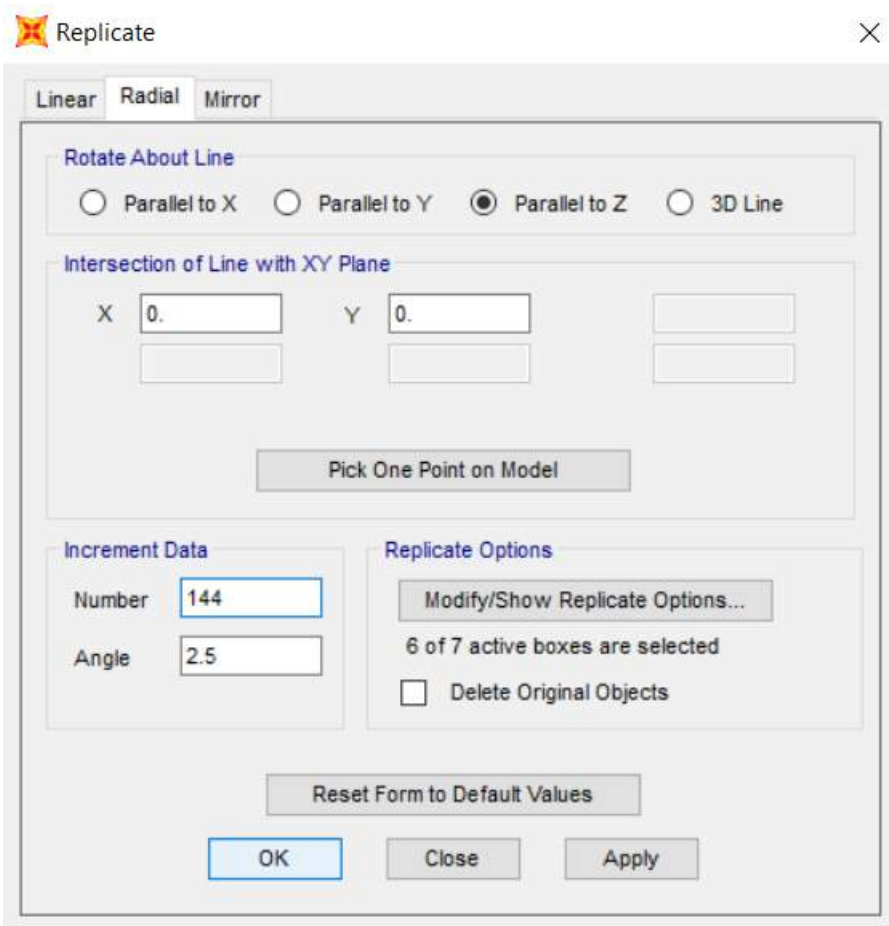 Replicate
Linear Radial Mirror
Rotate About Line
Parallel to X Parallel to Y Parallel to Z 3D Line
Intersection of Line with XY Plane
X 0. Y 0.
Pick One Point on Model
Increment Data
Number 144
Angle 2.5
Replicate Options
Modify/Show Replicate Options...
6 of 7 active boxes are selected
Delete Original Objects
Reset Form to Default Values
OK Close Apply